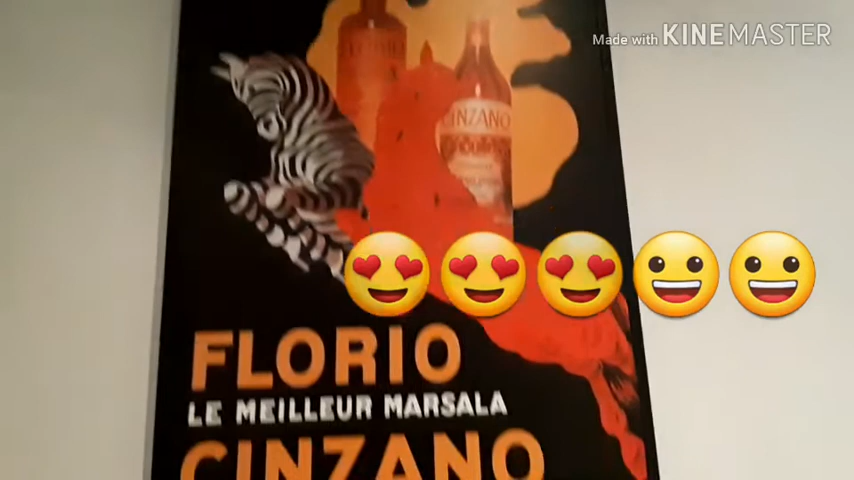 Made with KINEMASTER
CINZANO
FLORIO
LE MEILLEUR MARSALA
CINZANO